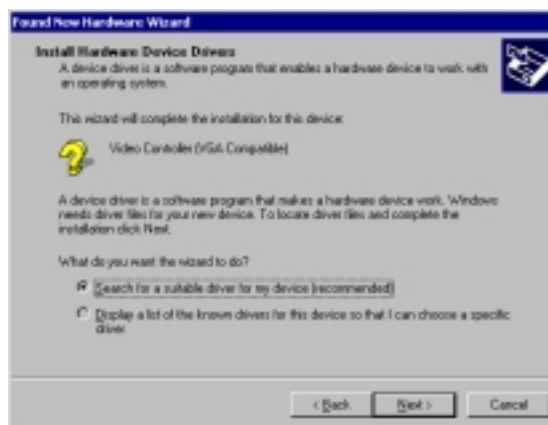 Found New Hardware Wizard
Install Hardware Device Drivers
A device driver is a software program that enables a hardware device to work with
an operating system.
This wizard will complete the installation for this device:
Video Controller (VGA Compatible)
A device driver is a software program that makes a hardware device work. Windows
needs driver files for your new device. To locate driver files and complete the
installation click Next.
What do you want the wizard to do?
Search for a suitable driver for my device (recommended)
Display a list of the known drivers for this device so that I can choose a specific
driver
< Back
Next >
Cancel